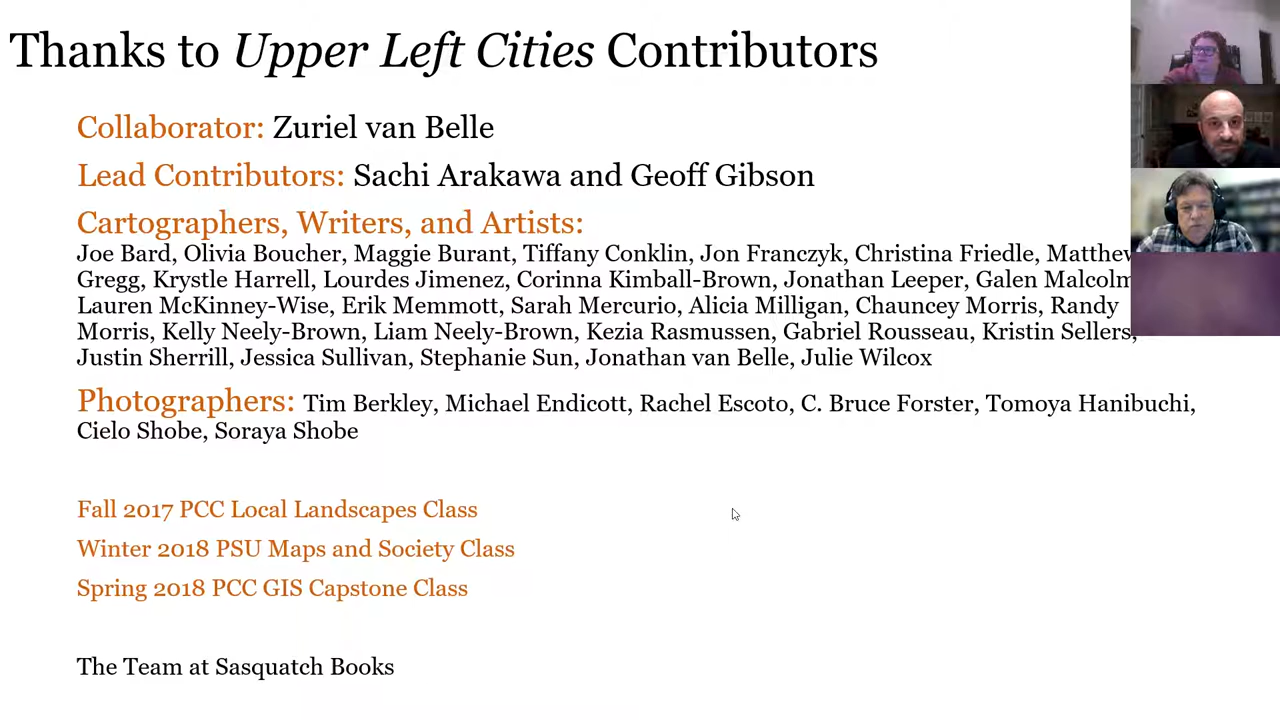 Thanks to Upper Left Cities Contributors
Collaborator: Zuriel van Belle
Lead Contributors: Sachi Arakawa and Geoff Gibson
Cartographers, Writers, and Artists:
Joe Bard, Olivia Boucher, Maggie Burant, Tiffany Conklin, Jon Franczyk, Christina Friedle, Matthew
Gregg, Krystle Harrell, Lourdes Jimenez, Corinna Kimball-Brown, Jonathan Leeper, Galen Malcolm
Lauren McKinney-Wise, Erik Memmott, Sarah Mercurio, Alicia Milligan, Chauncey Morris, Randy
Morris, Kelly Neely-Brown, Liam Neely-Brown, Kezia Rasmussen, Gabriel Rousseau, Kristin Sellers,
Justin Sherrill, Jessica Sullivan, Stephanie Sun, Jonathan van Belle, Julie Wilcox
Photographers: Tim Berkley, Michael Endicott, Rachel Escoto, C. Bruce Forster, Tomoya Hanibuchi,
Cielo Shobe, Soraya Shobe
Fall 2017 PCC Local Landscapes Class
Winter 2018 PSU Maps and Society Class
Spring 2018 PCC GIS Capstone Class
The Team at Sasquatch Books